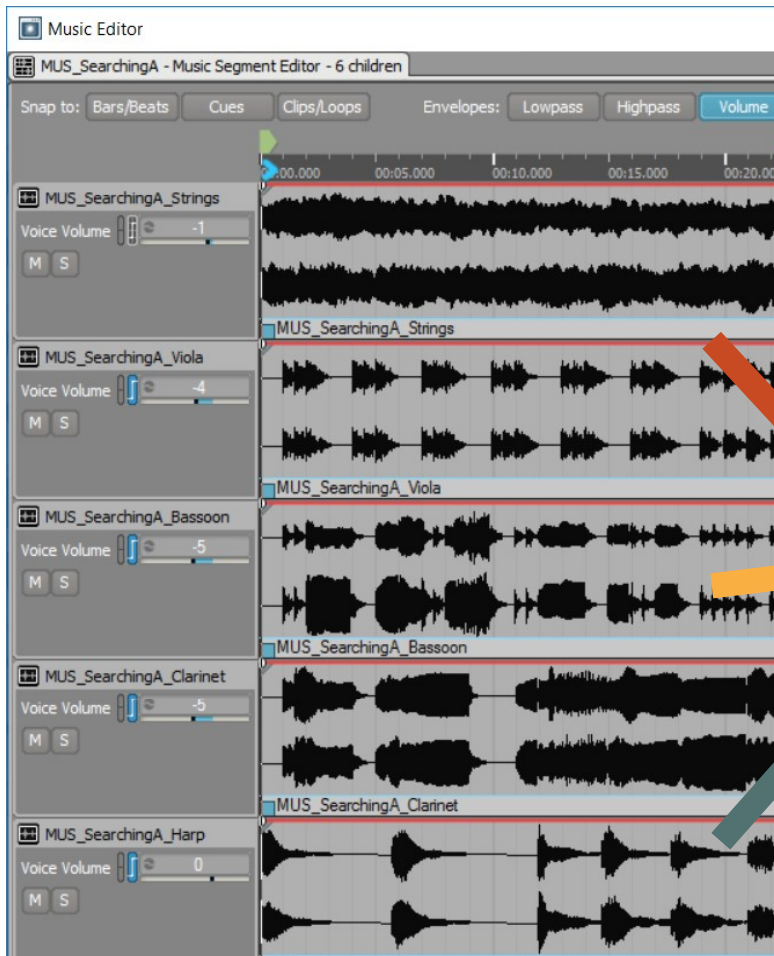 Music Editor
MUS_SearchingA - Music Segment Editor - 6 children
Snap to: Bars/Beats Cues Clips/Loops Envelopes: Lowpass Highpass Volume
:00.000 00:05.000 00:10.000 00:15.000 00:20.00
MUS_SearchingA_Strings
Voice Volume -1
M S
MUS_SearchingA_Strings
MUS_SearchingA_Viola
Voice Volume -4
M S
MUS_SearchingA_Viola
MUS_SearchingA_Bassoon
Voice Volume -5
M S
MUS_SearchingA_Bassoon
MUS_SearchingA_Clarinet
Voice Volume -5
M S
MUS_SearchingA_Clarinet
MUS_SearchingA_Harp
Voice Volume 0
M S